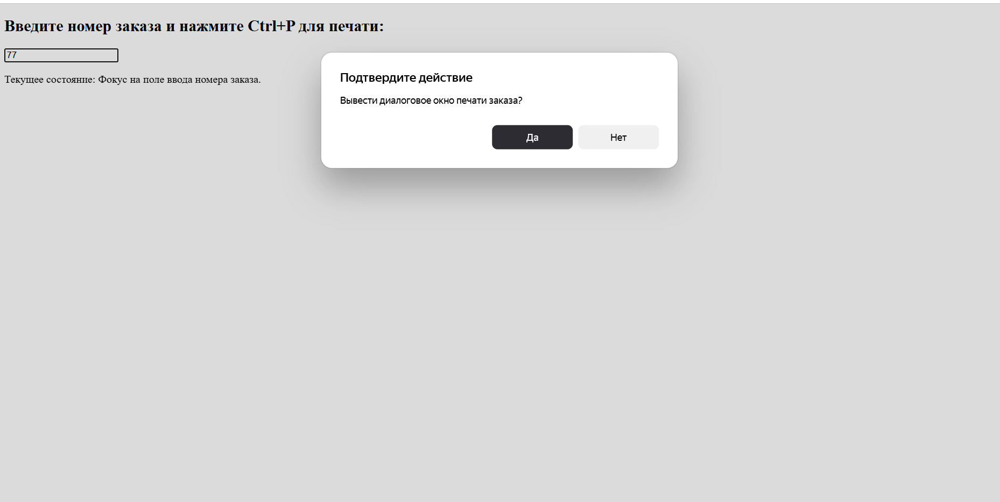 Введите номер заказа и нажмите Ctrl+P для печати:
77
Текущее состояние: Фокус на поле ввода номера заказа.
Подтвердите действие
Вывести диалоговое окно печати заказа?
Да
Нет